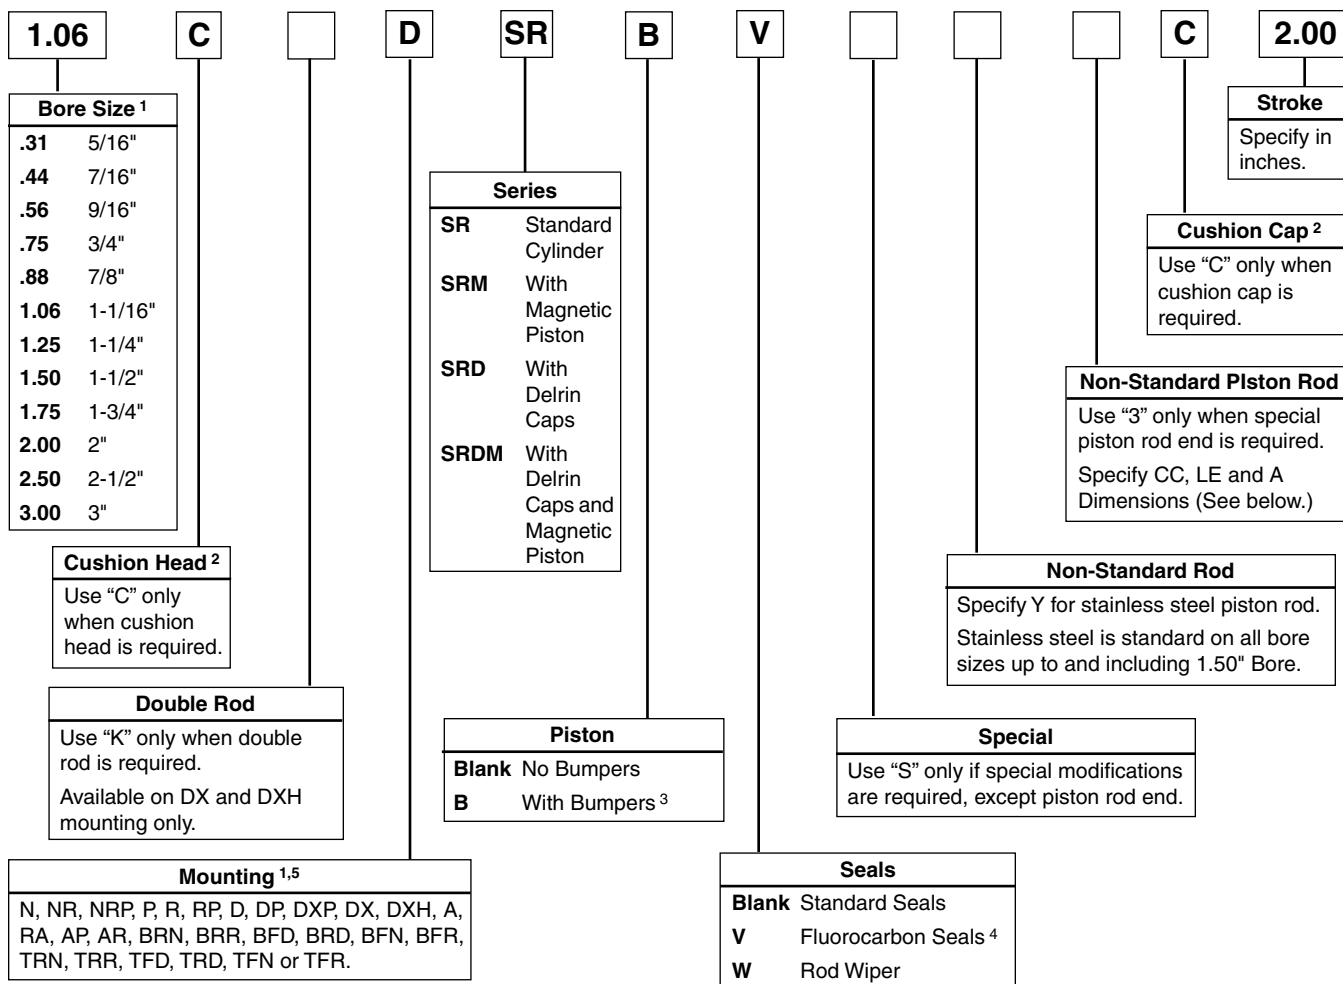 1.06 C D SR B V C 2.00
Bore Size 1
.31 5/16"
.44 7/16"
.56 9/16"
.75 3/4"
.88 7/8"
1.06 1-1/16"
1.25 1-1/4"
1.50 1-1/2"
1.75 1-3/4"
2.00 2"
2.50 2-1/2"
3.00 3"
Cushion Head 2
Use “C” only
when cushion
head is required.
Double Rod
Use “K” only when double
rod is required.
Available on DX and DXH
mounting only.
Mounting 1,5
N, NR, NRP, P, R, RP, D, DP, DXP, DX, DXH, A,
RA, AP, AR, BRN, BRR, BFD, BRD, BFN, BFR,
TRN, TRR, TFD, TRD, TFN or TFR.
Series
SR Standard
Cylinder
SRM With
Magnetic
Piston
SRD With
Delrin
Caps
SRDM With
Delrin
Caps and
Magnetic
Piston
Piston
Blank No Bumpers
B With Bumpers 3
Seals
Blank Standard Seals
V Fluorocarbon Seals 4
W Rod Wiper
Special
Use “S” only if special modifications
are required, except piston rod end.
Non-Standard Rod
Specify Y for stainless steel piston rod.
Stainless steel is standard on all bore
sizes up to and including 1.50" Bore.
Non-Standard PIston Rod
Use “3” only when special
piston rod end is required.
Specify CC, LE and A
Dimensions (See below.)
Cushion Cap 2
Use “C” only when
cushion cap is
required.
Stroke
Specify in
inches.